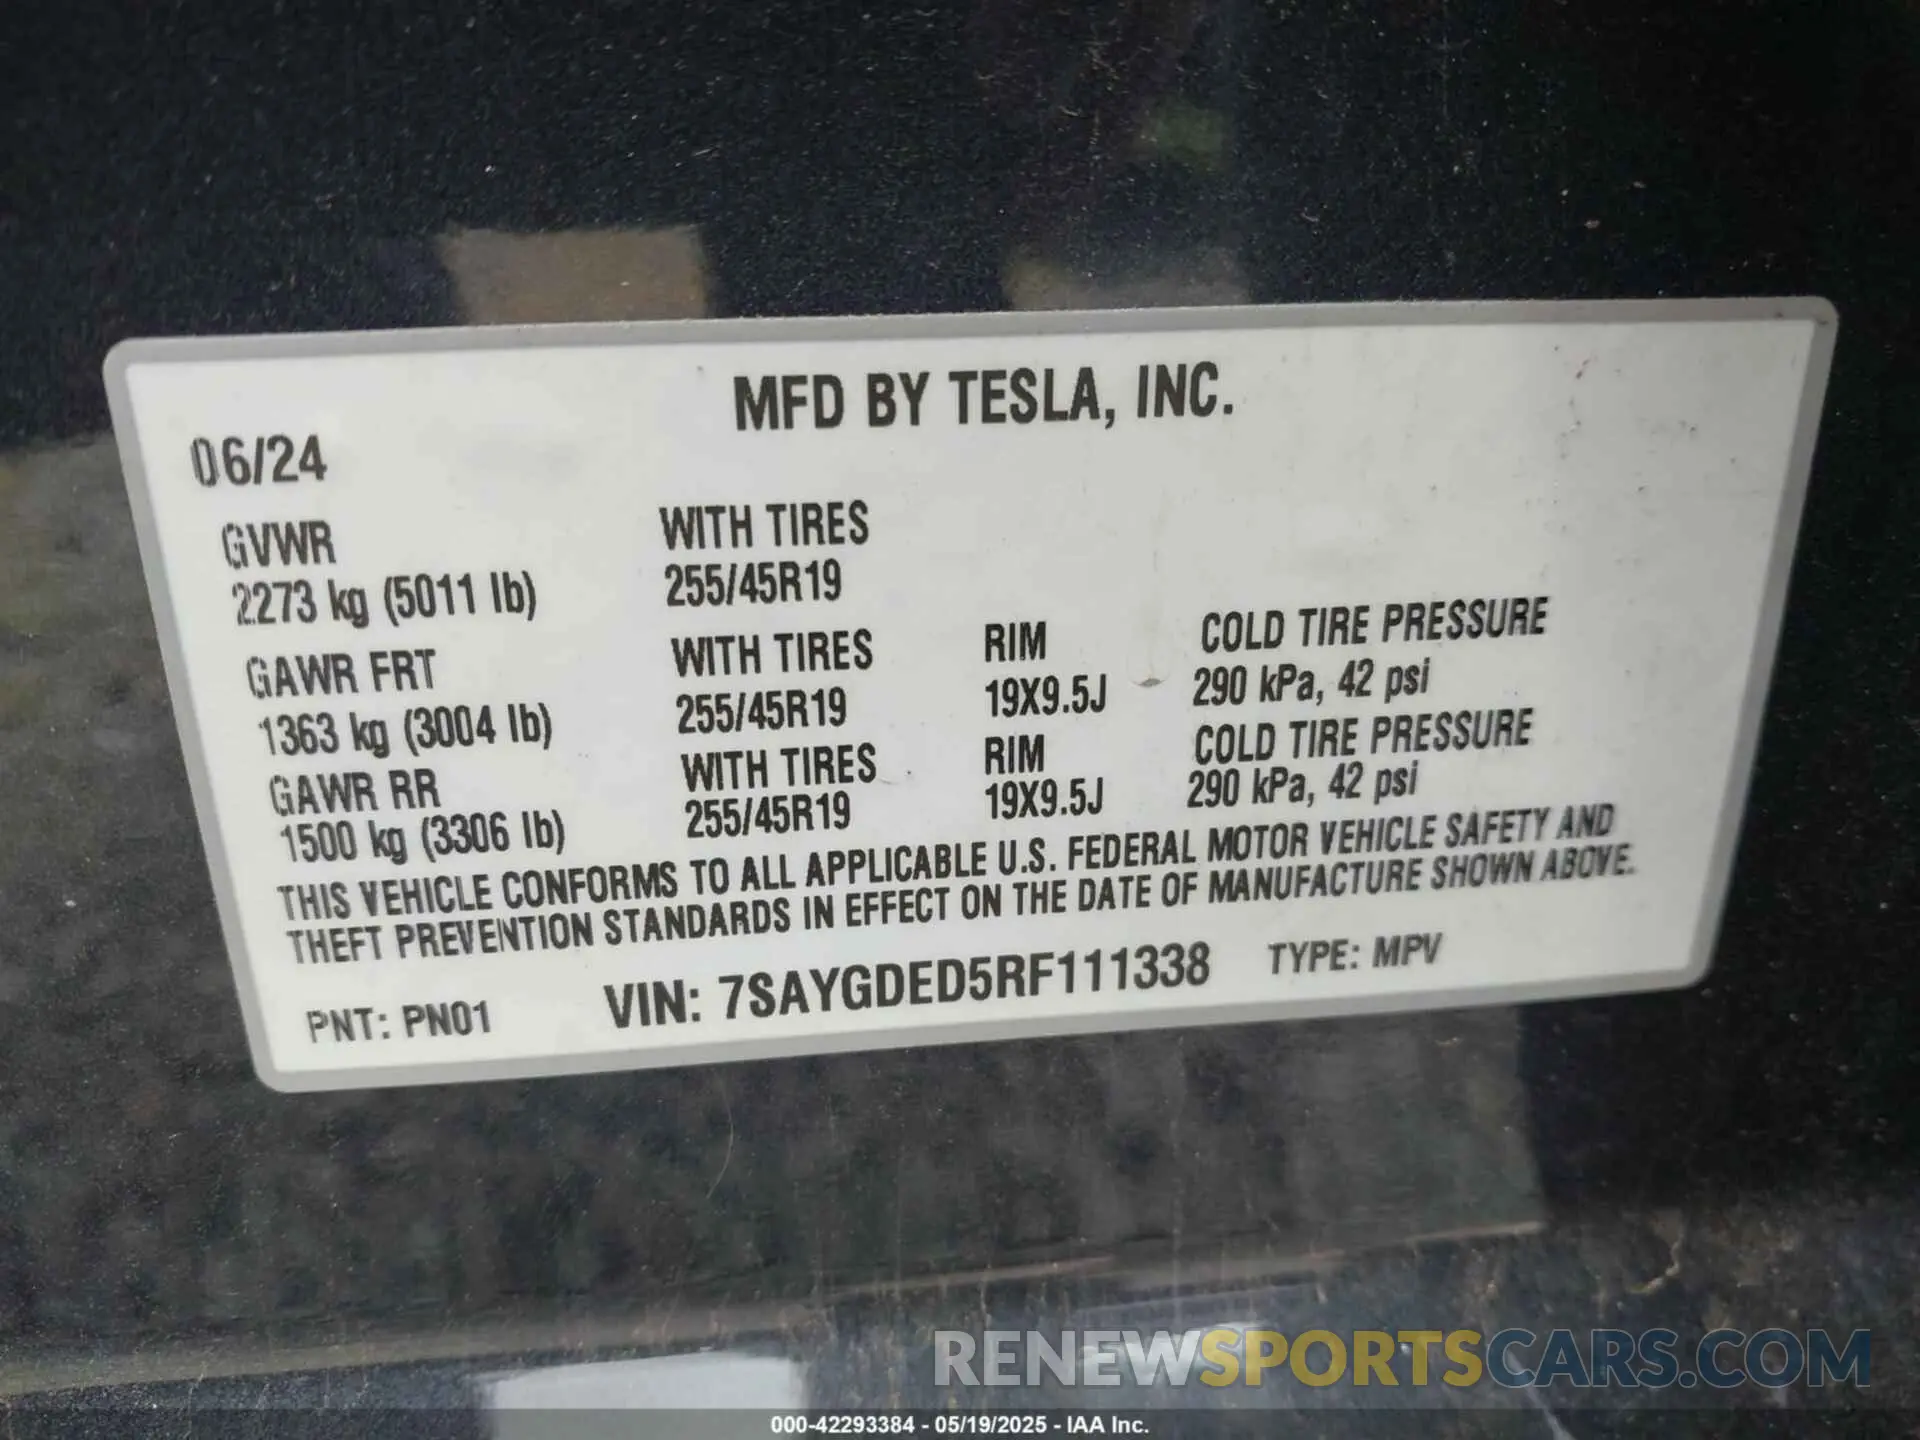 MFD BY TESLA, INC.
06/24
GVWR WITH TIRES
2273 kg (5011 lb) 255/45R19
GAWR FRT WITH TIRES RIM COLD TIRE PRESSURE
1363 kg (3004 lb) 255/45R19 19X9.5J 290 kPa, 42 psi
GAWR RR WITH TIRES RIM COLD TIRE PRESSURE
1500 kg (3306 lb) 255/45R19 19X9.5J 290 kPa, 42 psi
THIS VEHICLE CONFORMS TO ALL APPLICABLE U.S. FEDERAL MOTOR VEHICLE SAFETY AND
THEFT PREVENTION STANDARDS IN EFFECT ON THE DATE OF MANUFACTURE SHOWN ABOVE.
PNT: PN01 VIN: 7SAYGDED5RF111338 TYPE: MPV
RENEWSPORTSCARS.COM
000-42293384 - 05/19/2025 - IAA Inc.